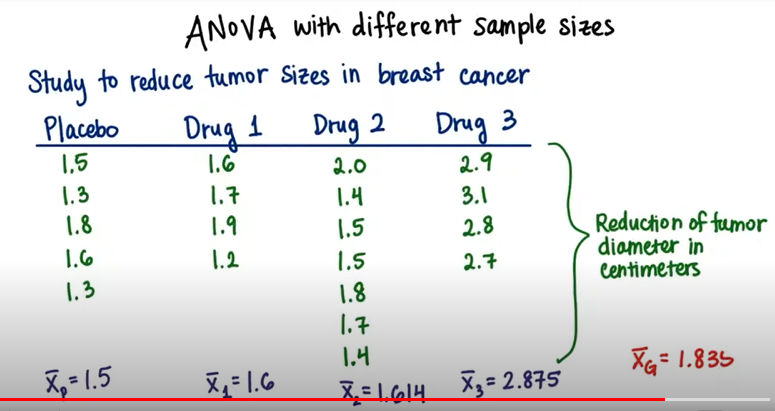 ANOVA with different sample sizes
Study to reduce tumor sizes in breast cancer
Placebo Drug 1 Drug 2 Drug 3
1.5 1.6 2.0 2.9
1.3 1.7 1.4 3.1
1.8 1.9 1.5 2.8
1.6 1.2 1.5 2.7
1.3 1.8
1.7
1.4
Reduction of tumor
diameter in
centimeters
X̄p = 1.5 X̄1 = 1.6 X̄2 = 1.614 X̄3 = 2.875
X̄G = 1.835